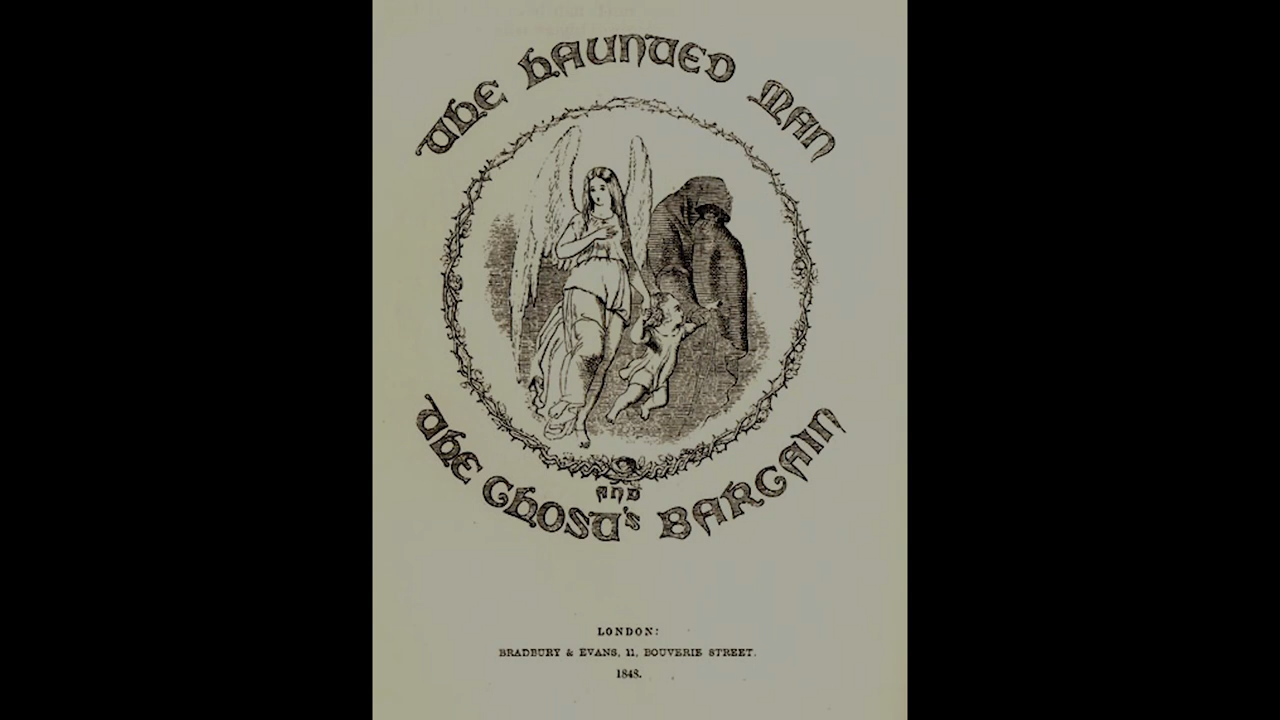 THE HAUNTED MAN
AND
THE GHOST'S BARGAIN
LONDON:
BRADBURY & EVANS, 11, BOUVERIE STREET.
1848.